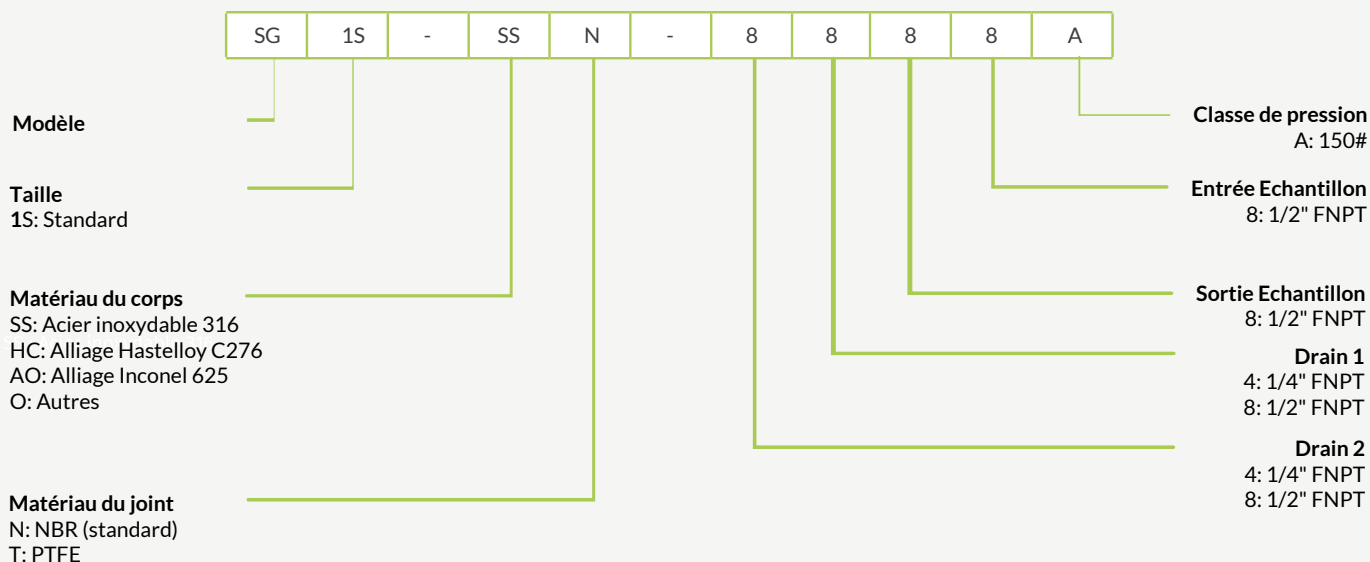 SG 1S - SS N - 8 8 8 8 A
Modèle
Taille
1S: Standard
Matériau du corps
SS: Acier inoxydable 316
HC: Alliage Hastelloy C276
AO: Alliage Inconel 625
O: Autres
Matériau du joint
N: NBR (standard)
T: PTFE
Classe de pression
A: 150#
Entrée Echantillon
8: 1/2" FNPT
Sortie Echantillon
8: 1/2" FNPT
Drain 1
4: 1/4" FNPT
8: 1/2" FNPT
Drain 2
4: 1/4" FNPT
8: 1/2" FNPT